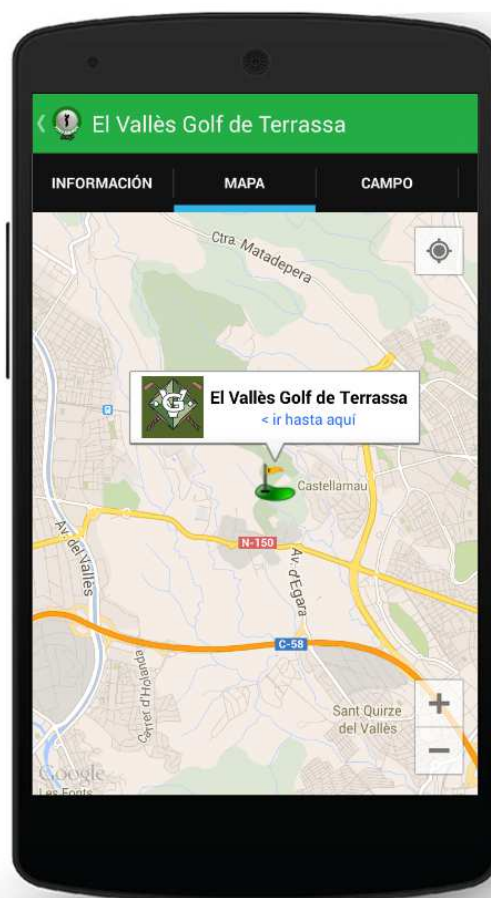 El Vallès Golf de Terrassa
INFORMACIÓN MAPA CAMPO
Ctra. Matadepera
El Vallès Golf de Terrassa
< ir hasta aquí
Castellarnau
Av. del Vallès
N-150
Av. d'Egara
C-58
Carrer d'Holanda
Sant Quirze
del Vallès
+
−
Google
Les Fonts